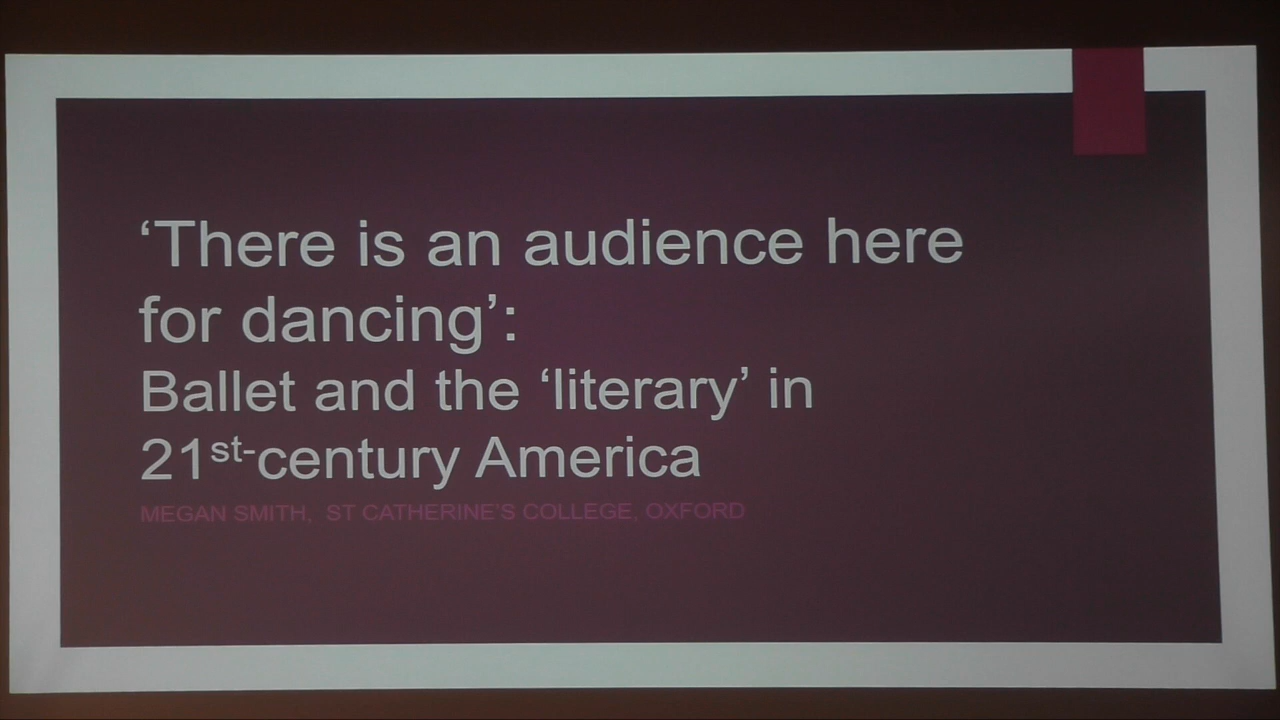 ‘There is an audience here
for dancing’:
Ballet and the ‘literary’ in
21st-century America
MEGAN SMITH, ST CATHERINE'S COLLEGE, OXFORD